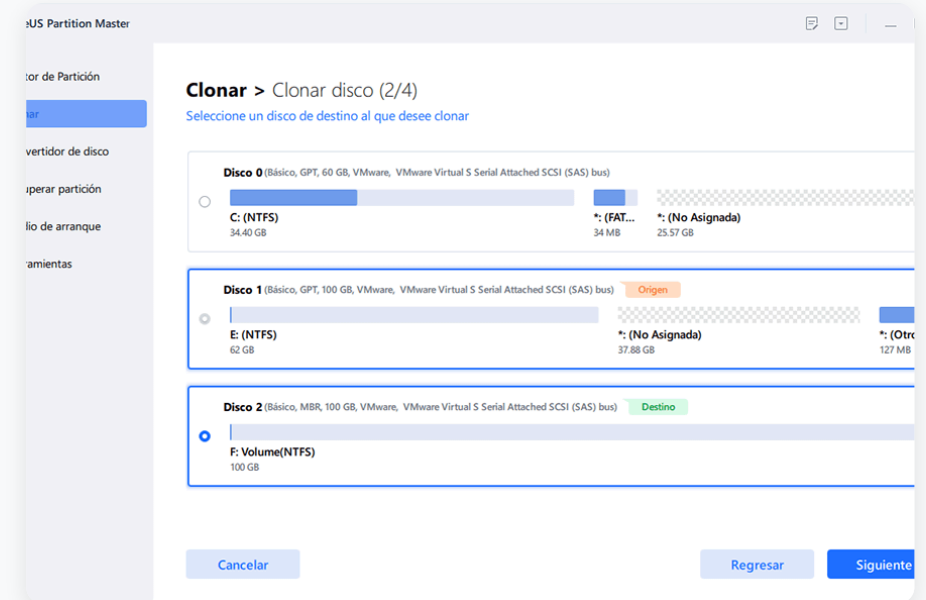 eUS Partition Master
tor de Partición
nar
vertidor de disco
uperar partición
dio de arranque
ramientas
Clonar > Clonar disco (2/4)
Seleccione un disco de destino al que desee clonar
Disco 0 (Básico, GPT, 60 GB, VMware, VMware Virtual S Serial Attached SCSI (SAS) bus)
C: (NTFS) *: (FAT... *: (No Asignada)
34.40 GB 34 MB 25.57 GB
Disco 1 (Básico, GPT, 100 GB, VMware, VMware Virtual S Serial Attached SCSI (SAS) bus) Origen
E: (NTFS) *: (No Asignada) *: (Otro
62 GB 37.88 GB 127 MB
Disco 2 (Básico, MBR, 100 GB, VMware, VMware Virtual S Serial Attached SCSI (SAS) bus) Destino
F: Volume(NTFS)
100 GB
Cancelar Regresar Siguiente